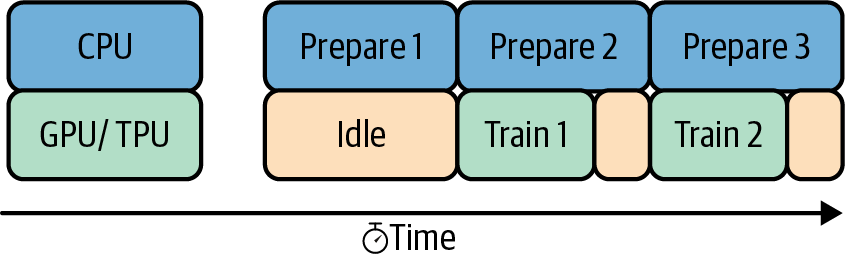 CPU
Prepare 1
Prepare 2
Prepare 3
GPU/ TPU
Idle
Train 1
Train 2
Time